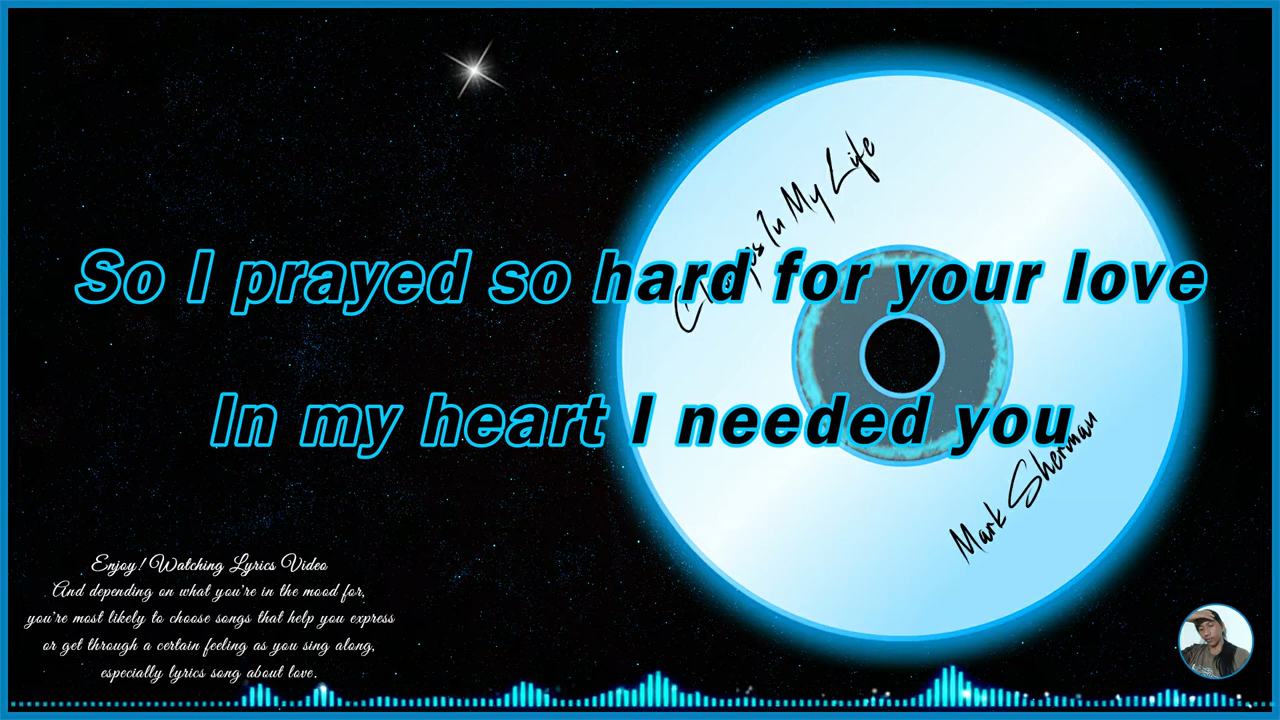 So I prayed so hard for your love
In my heart I needed you
In My Life
Mark Sherman
Enjoy! Watching Lyrics Video
And depending on what you're in the mood for,
you're most likely to choose songs that help you express
or get through a certain feeling as you sing along,
especially lyrics song about love.